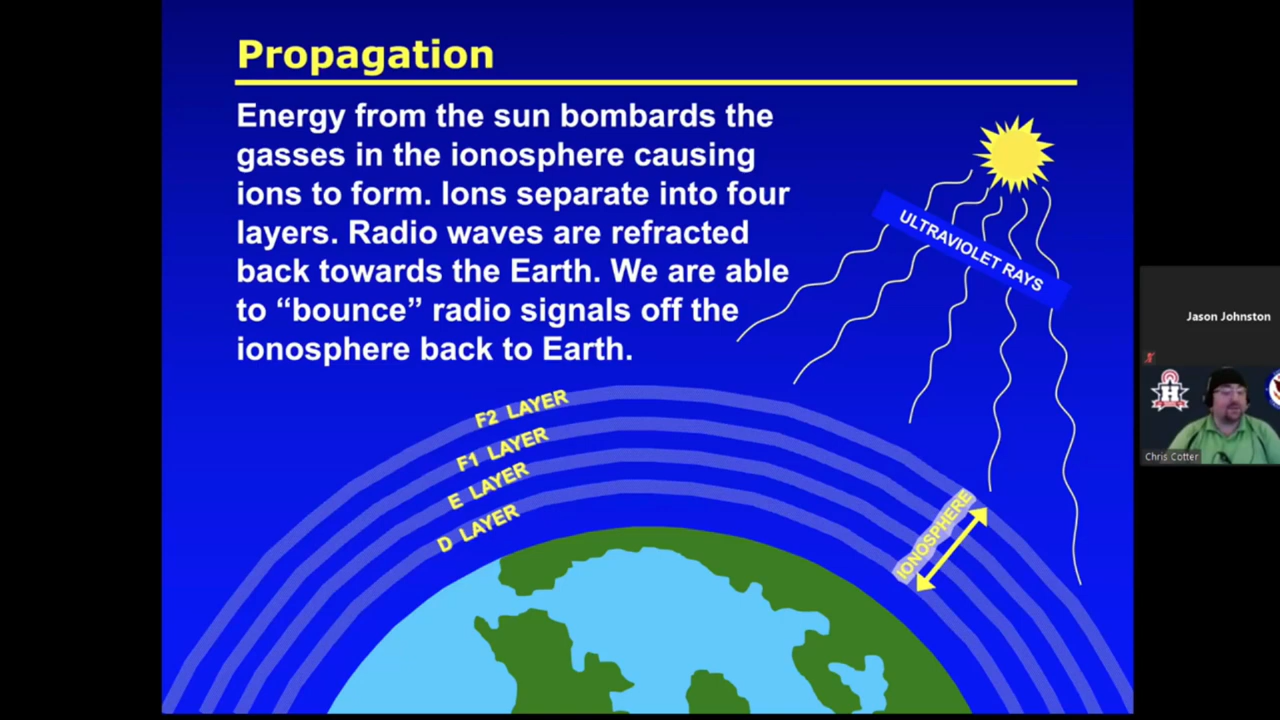 Propagation
Energy from the sun bombards the
gasses in the ionosphere causing
ions to form. Ions separate into four
layers. Radio waves are refracted
back towards the Earth. We are able
to “bounce” radio signals off the
ionosphere back to Earth.
ULTRAVIOLET RAYS
F2 LAYER
F1 LAYER
E LAYER
D LAYER
IONOSPHERE
Jason Johnston
H
Chris Cotter